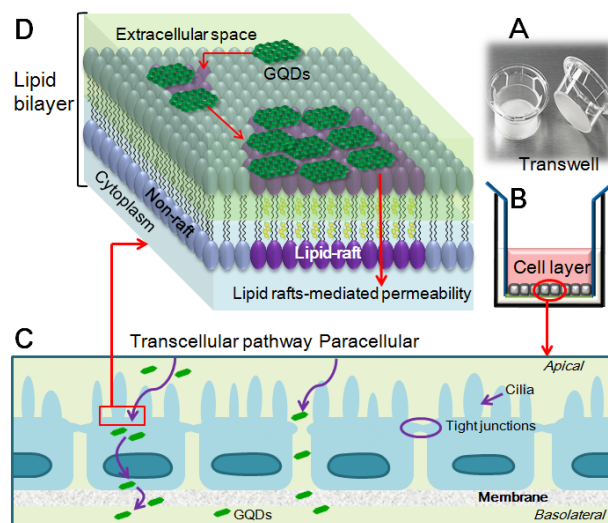 D
Extracellular space
GQDs
Lipid
bilayer
Non-raft
Cytoplasm
Lipid-raft
Lipid rafts-mediated permeability
A
Transwell
B
Cell layer
C
Transcellular pathway Paracellular
Apical
Cilia
Tight junctions
Membrane
GQDs
Basolateral